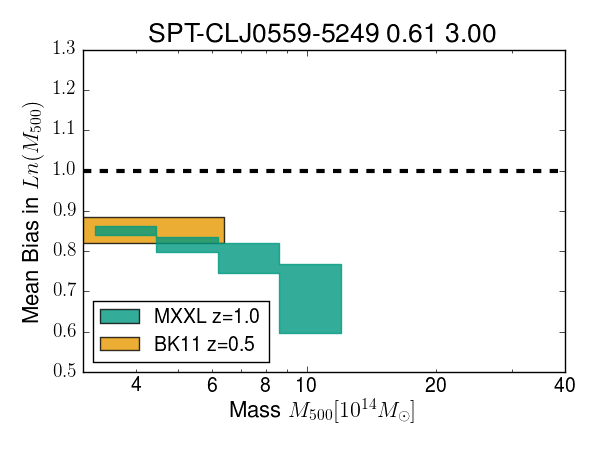 SPT-CLJ0559-5249 0.61 3.00
1.3
1.2
1.1
1.0
0.9
0.8
0.7
0.6
0.5
Mean Bias in Ln(M500)
MXXL z=1.0
BK11 z=0.5
4 6 8 10 20 40
Mass M500[10^14 M⊙]